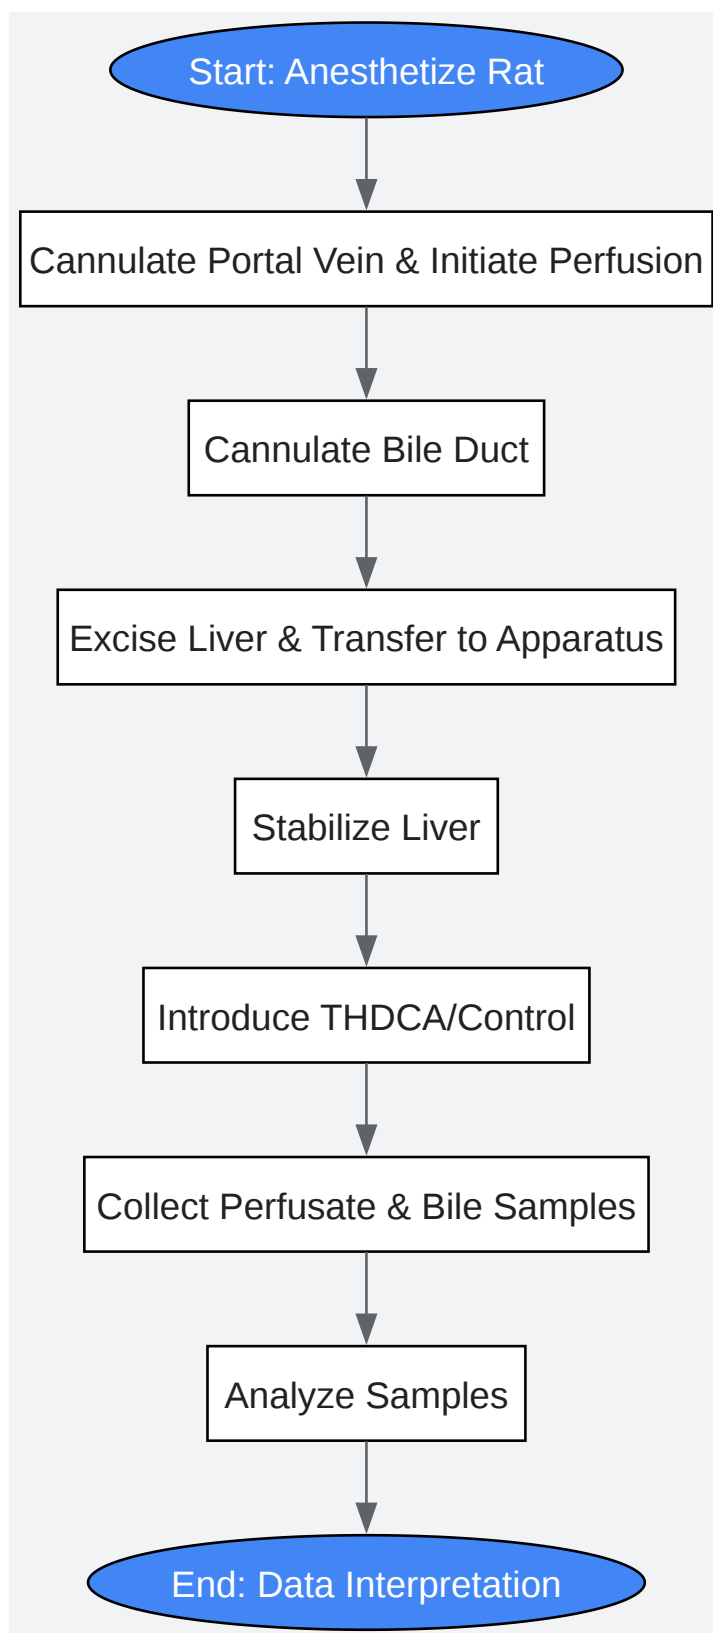 Start: Anesthetize Rat
Cannulate Portal Vein & Initiate Perfusion
Cannulate Bile Duct
Excise Liver & Transfer to Apparatus
Stabilize Liver
Introduce THDCA/Control
Collect Perfusate & Bile Samples
Analyze Samples
End: Data Interpretation